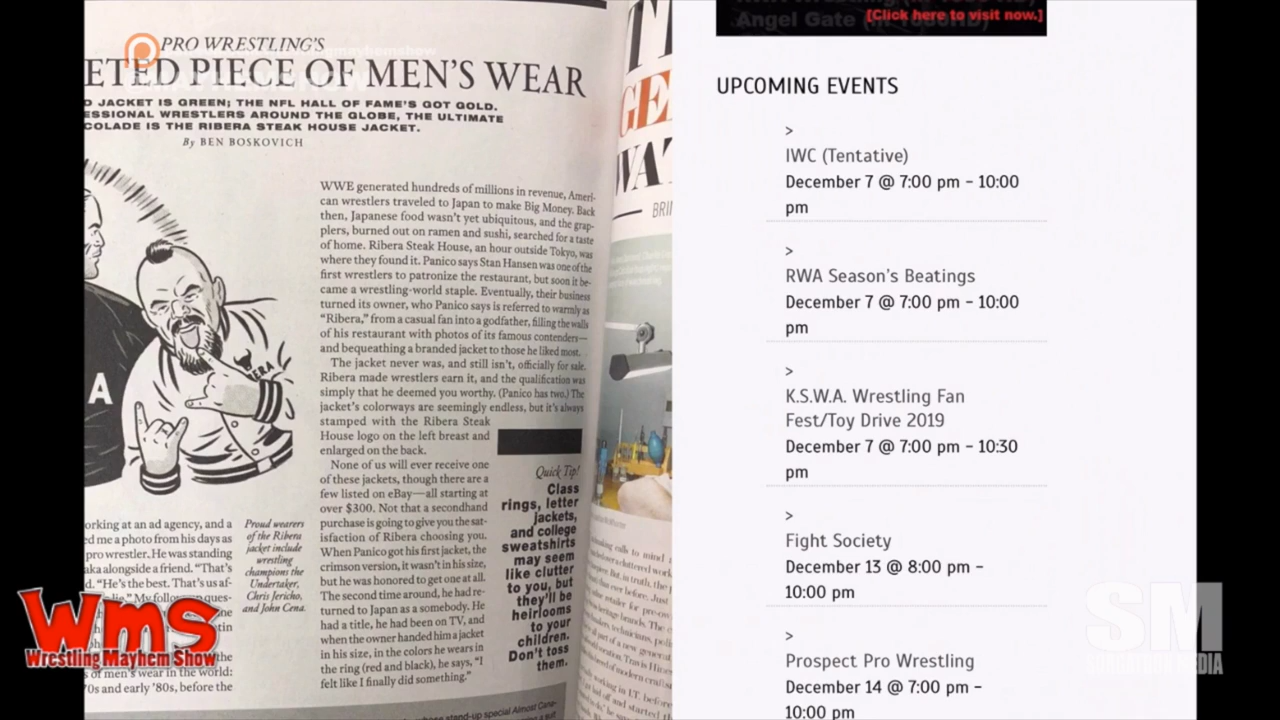 PRO WRESTLING'S
ETED PIECE OF MEN'S WEAR
D JACKET IS GREEN; THE NFL HALL OF FAME'S GOT GOLD.
ESSIONAL WRESTLERS AROUND THE GLOBE, THE ULTIMATE
COLADE IS THE RIBERA STEAK HOUSE JACKET.
By BEN BOSKOVICH
WWE generated hundreds of millions in revenue, Ameri-
can wrestlers traveled to Japan to make Big Money. Back
then, Japanese food wasn't yet ubiquitous, and the grap-
plers, burned out on ramen and sushi, searched for a taste
of home. Ribera Steak House, an hour outside Tokyo, was
where they found it. Panico says Stan Hansen was one of the
first wrestlers to patronize the restaurant, but soon it be-
came a wrestling-world staple. Eventually, their business
turned its owner, who Panico says is referred to warmly as
"Ribera," from a casual fan into a godfather, filling the walls
of his restaurant with photos of its famous contenders—
and bequeathing a branded jacket to those he liked most.
The jacket never was, and still isn't, officially for sale.
Ribera made wrestlers earn it, and the qualification was
simply that he deemed you worthy. (Panico has two.) The
jacket's colorways are seemingly endless, but it's always
stamped with the Ribera Steak
House logo on the left breast and
enlarged on the back.
None of us will ever receive one
of these jackets, though there are a
few listed on eBay—all starting at
over $300. Not that a secondhand
purchase is going to give you the sat-
isfaction of Ribera choosing you.
When Panico got his first jacket, the
crimson version, it wasn't in his size,
but he was honored to get one at all.
The second time around, he had re-
turned to Japan as a somebody. He
had a title, he had been on TV, and
when the owner handed him a jacket
in his size, in the colors he wears in
the ring (red and black), he says, "I
felt like I finally did something."
Quick Tip!
Class
rings, letter
jackets,
and college
sweatshirts
may seem
like clutter
to you, but
they'll be
heirlooms
to your
children.
Don't toss
them.
A
BERA
orking at an ad agency, and a
ed me a photo from his days as
pro wrestler. He was standing
aka alongside a friend. "That's
d. "He's the best. That's us af-
My ques-
the
s of men's wear in the world:
'0s and early '80s, before the
Proud wearers
of the Ribera
jacket include
wrestling
champions the
Undertaker,
Chris Jericho,
and John Cena.
stand-up special Almost Cana-
GE
WA
BRI
Wms
Wrestling Mayhem Show
Angel Gate
[Click here to visit now.]
UPCOMING EVENTS
>
IWC (Tentative)
December 7 @ 7:00 pm - 10:00
pm
>
RWA Season's Beatings
December 7 @ 7:00 pm - 10:00
pm
>
K.S.W.A. Wrestling Fan
Fest/Toy Drive 2019
December 7 @ 7:00 pm - 10:30
pm
>
Fight Society
December 13 @ 8:00 pm -
10:00 pm
>
Prospect Pro Wrestling
December 14 @ 7:00 pm -
10:00 pm
SM
SORGATRON MEDIA